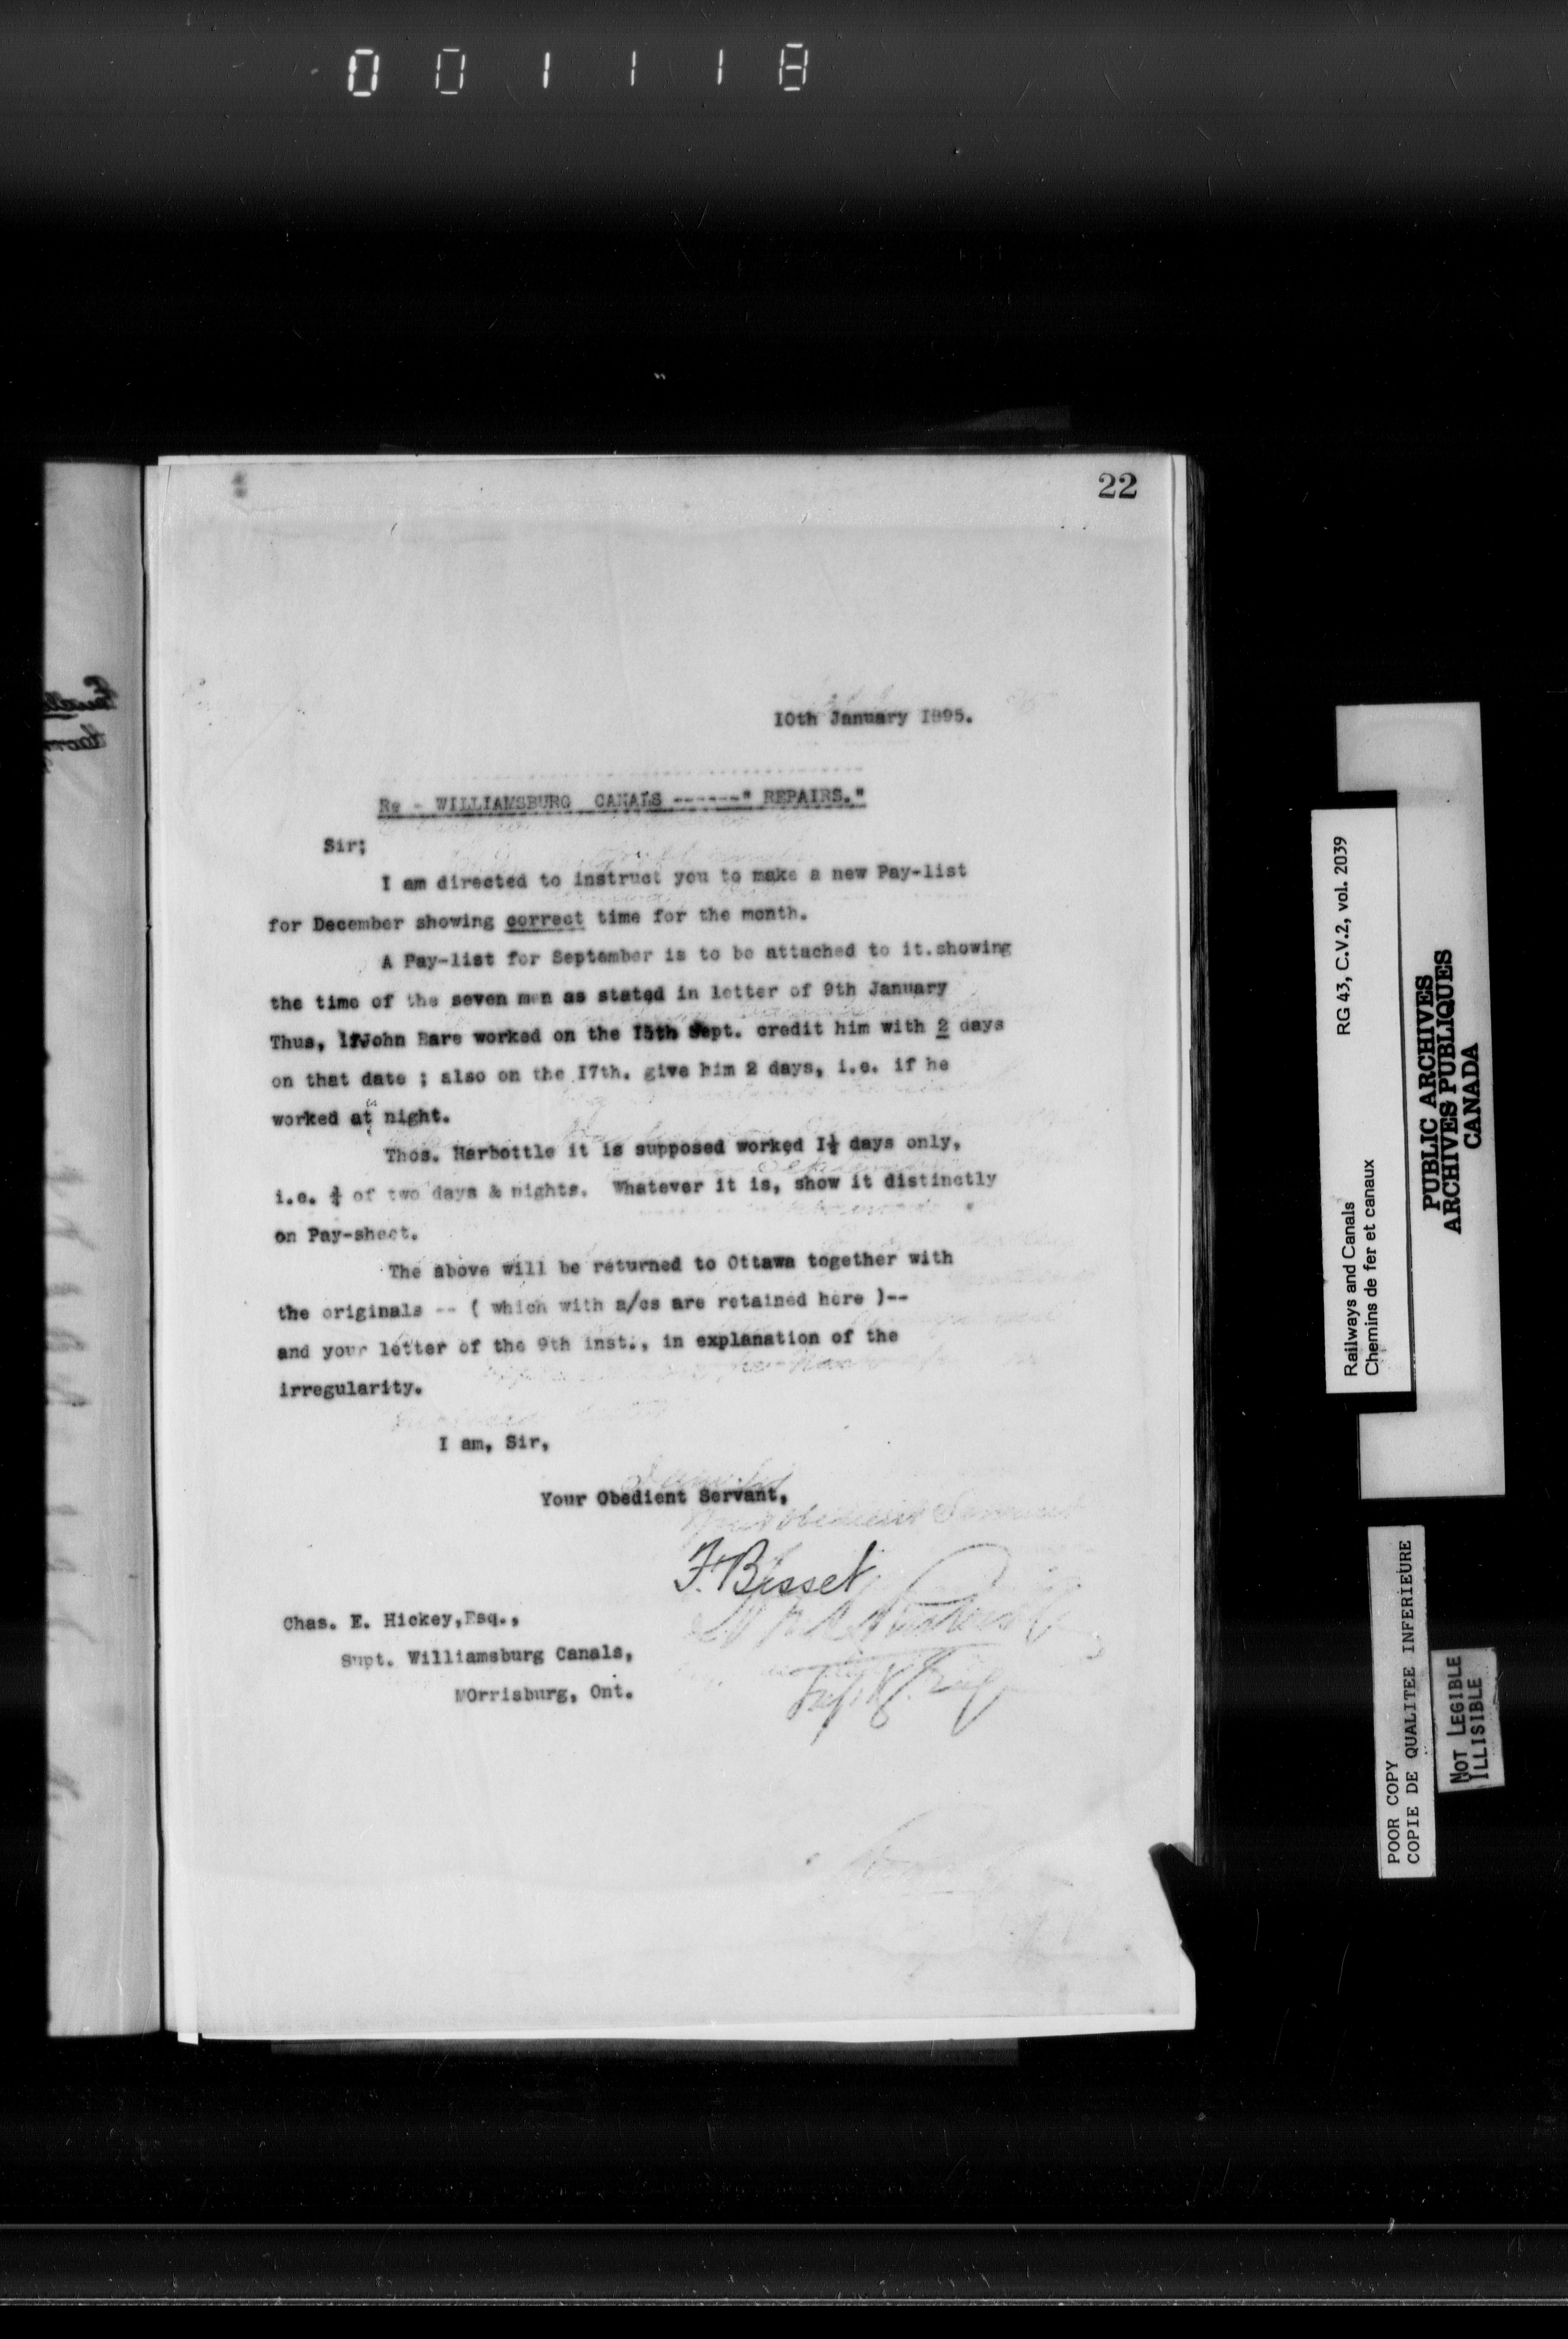 001118
22
10th January 1895.
Re - WILLIAMSBURG CANALS ------" REPAIRS."
Sir;
I am directed to instruct you to make a new Pay-list
for December showing correct time for the month.
A Pay-list for September is to be attached to it.showing
the time of the seven men as stated in letter of 9th January
Thus, if John Hare worked on the 15th Sept. credit him with 2 days
on that date ; also on the 17th. give him 2 days, i.e. if he
worked at night.
Thos. Harbottle it is supposed worked I½ days only,
i.e. ¾ of two days & nights. Whatever it is, show it distinctly
on Pay-sheet.
The above will be returned to Ottawa together with
the originals -- ( which with a/cs are retained here )--
and your letter of the 9th inst., in explanation of the
irregularity.
I am, Sir,
Your Obedient Servant,
F. Bisset
Chas. E. Hickey,Esq.,
Supt. Williamsburg Canals,
MOrrisburg, Ont.
RG 43, C.V.2, vol. 2039
Railways and Canals
Chemins de fer et canaux
PUBLIC ARCHIVES
ARCHIVES PUBLIQUES
CANADA
POOR COPY
COPIE DE QUALITEE INFERIEURE
NOT LEGIBLE
ILLISIBLE